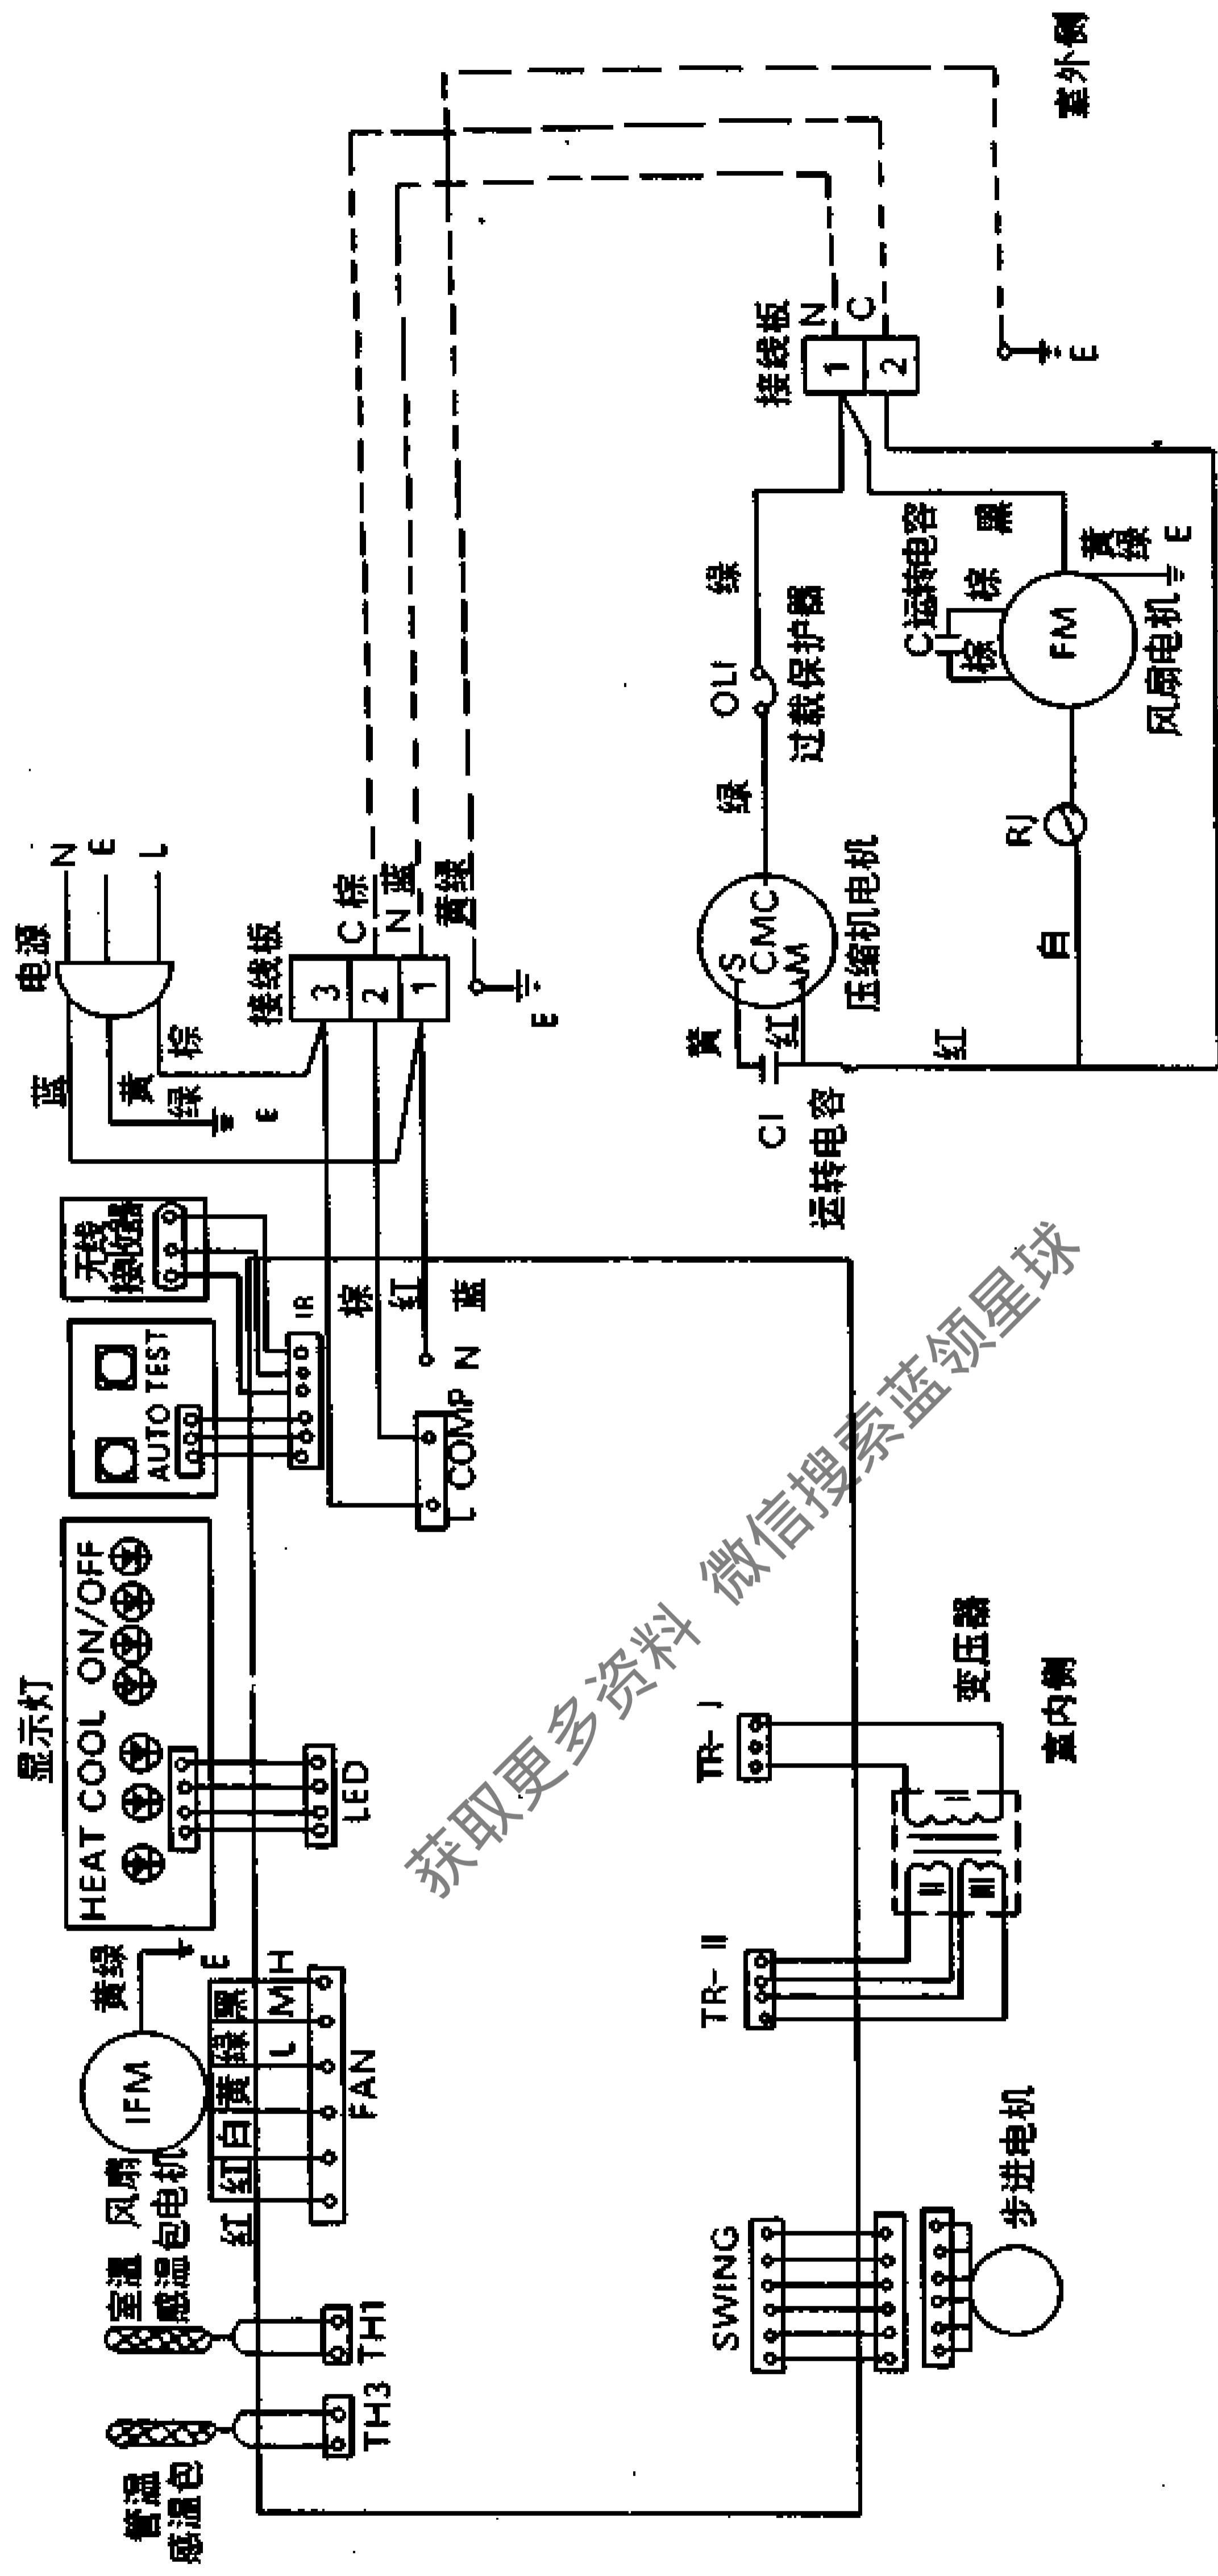 管温
感温包
TH3
室温
感温包
TH1
风扇
电机
IFM
黄绿
E
红
红
白
黄
绿
黑
L
M
H
FAN
显示灯
HEAT COOL ON/OFF
LED
AUTO TEST
无线
接收器
IR
电源
N
E
L
蓝
黄
绿
棕
E
接线板
3
2
1
C 棕
N 蓝
黄绿
E
棕
红
蓝
L COMP
N
SWING
步进电机
TR-II
TR-I
II
III
I
变压器
室内侧
室外侧
接线板
1
2
N
C
E
绿
OLI
过载保护器
绿
CMC
S
M
压缩机电机
黄
红
CI
运转电容
红
白
RJ
C运转电容
棕
棕
黑
FM
黄
绿
E
风扇电机
获取更多资料 微信搜索蓝领星球